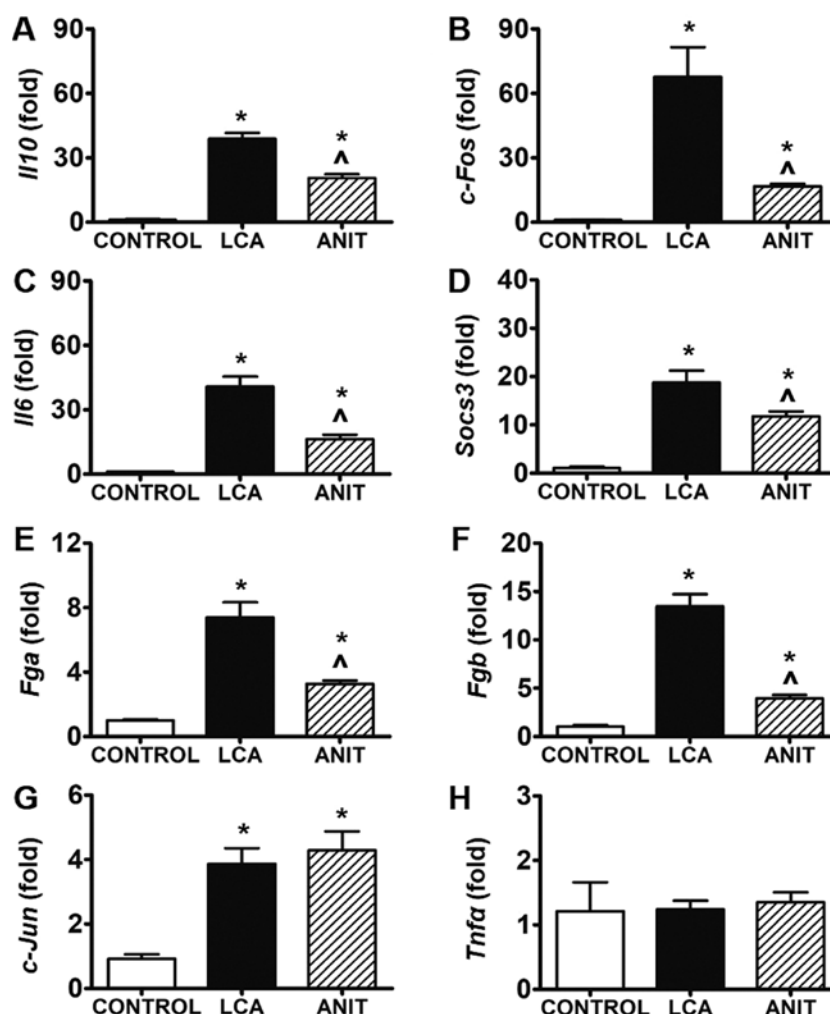 A
Il10 (fold)
90
60
30
0
*
*
^
CONTROL LCA ANIT
B
c-Fos (fold)
90
60
30
0
*
*
^
CONTROL LCA ANIT
C
Il6 (fold)
90
60
30
0
*
*
^
CONTROL LCA ANIT
D
Socs3 (fold)
40
30
20
10
0
*
*
^
CONTROL LCA ANIT
E
Fga (fold)
12
8
4
0
*
*
^
CONTROL LCA ANIT
F
Fgb (fold)
20
15
10
5
0
*
*
^
CONTROL LCA ANIT
G
c-Jun (fold)
6
4
2
0
*
*
CONTROL LCA ANIT
H
Tnfα (fold)
3
2
1
0
CONTROL LCA ANIT